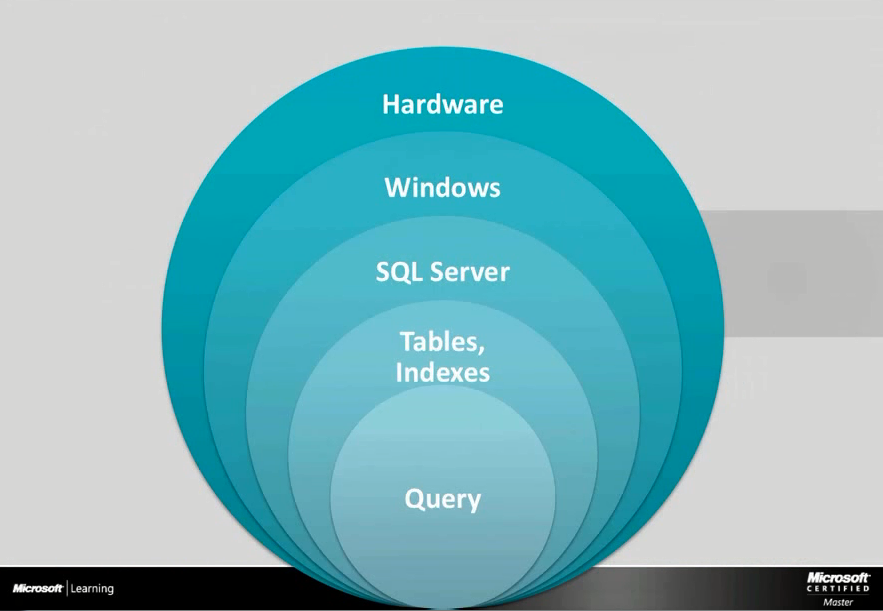 Hardware
Windows
SQL Server
Tables,
Indexes
Query
Microsoft | Learning
Microsoft
CERTIFIED
Master